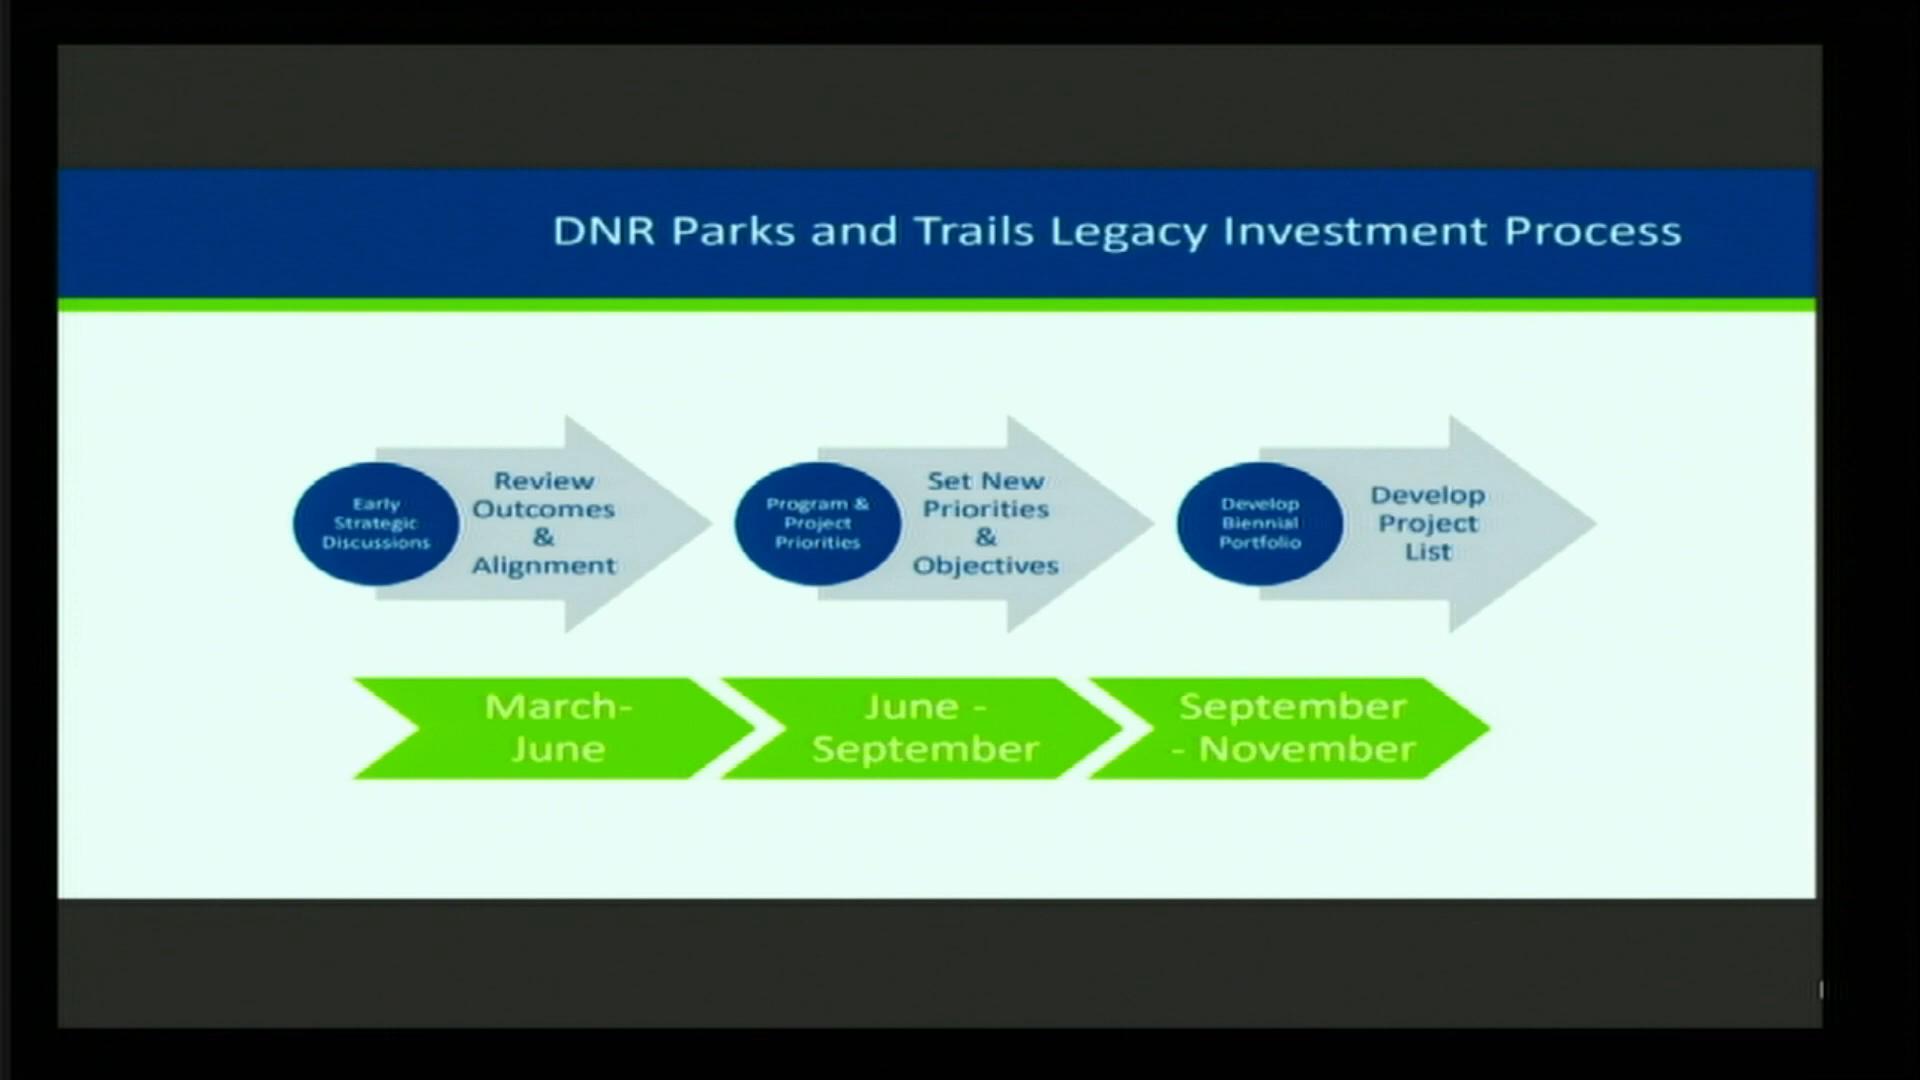 DNR Parks and Trails Legacy Investment Process
Early
Strategic
Discussions
Review
Outcomes
&
Alignment
Program &
Project
Priorities
Set New
Priorities
&
Objectives
Develop
Biennial
Portfolio
Develop
Project
List
March-
June
June -
September
September
- November